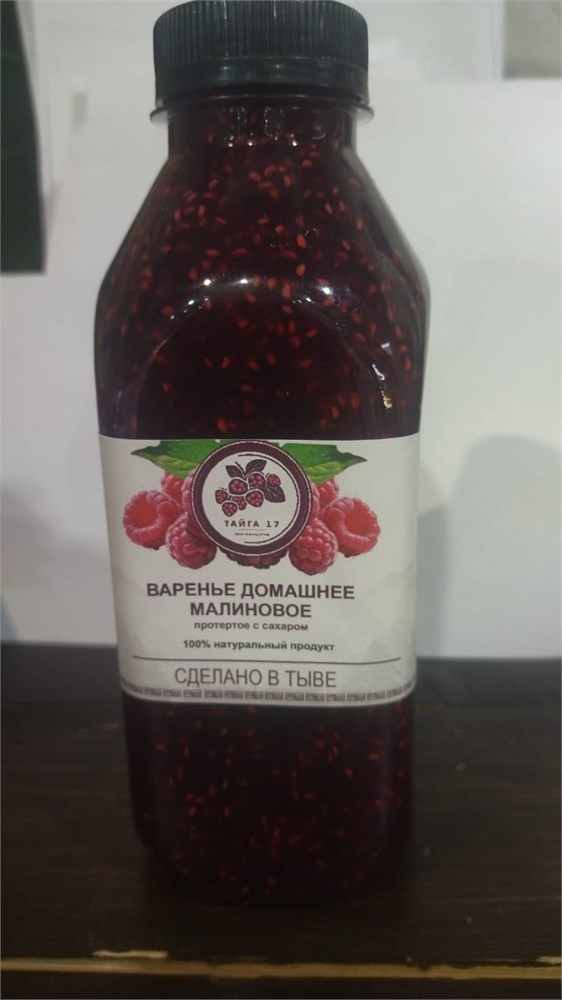 ТАЙГА 17
ВАРЕНЬЕ ДОМАШНЕЕ
МАЛИНОВОЕ
протертое с сахаром
100% натуральный продукт
СДЕЛАНО В ТЫВЕ